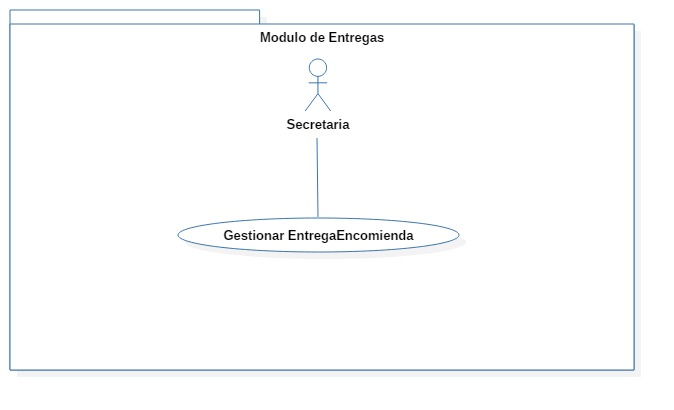 Modulo de Entregas
Secretaria
Gestionar EntregaEncomienda